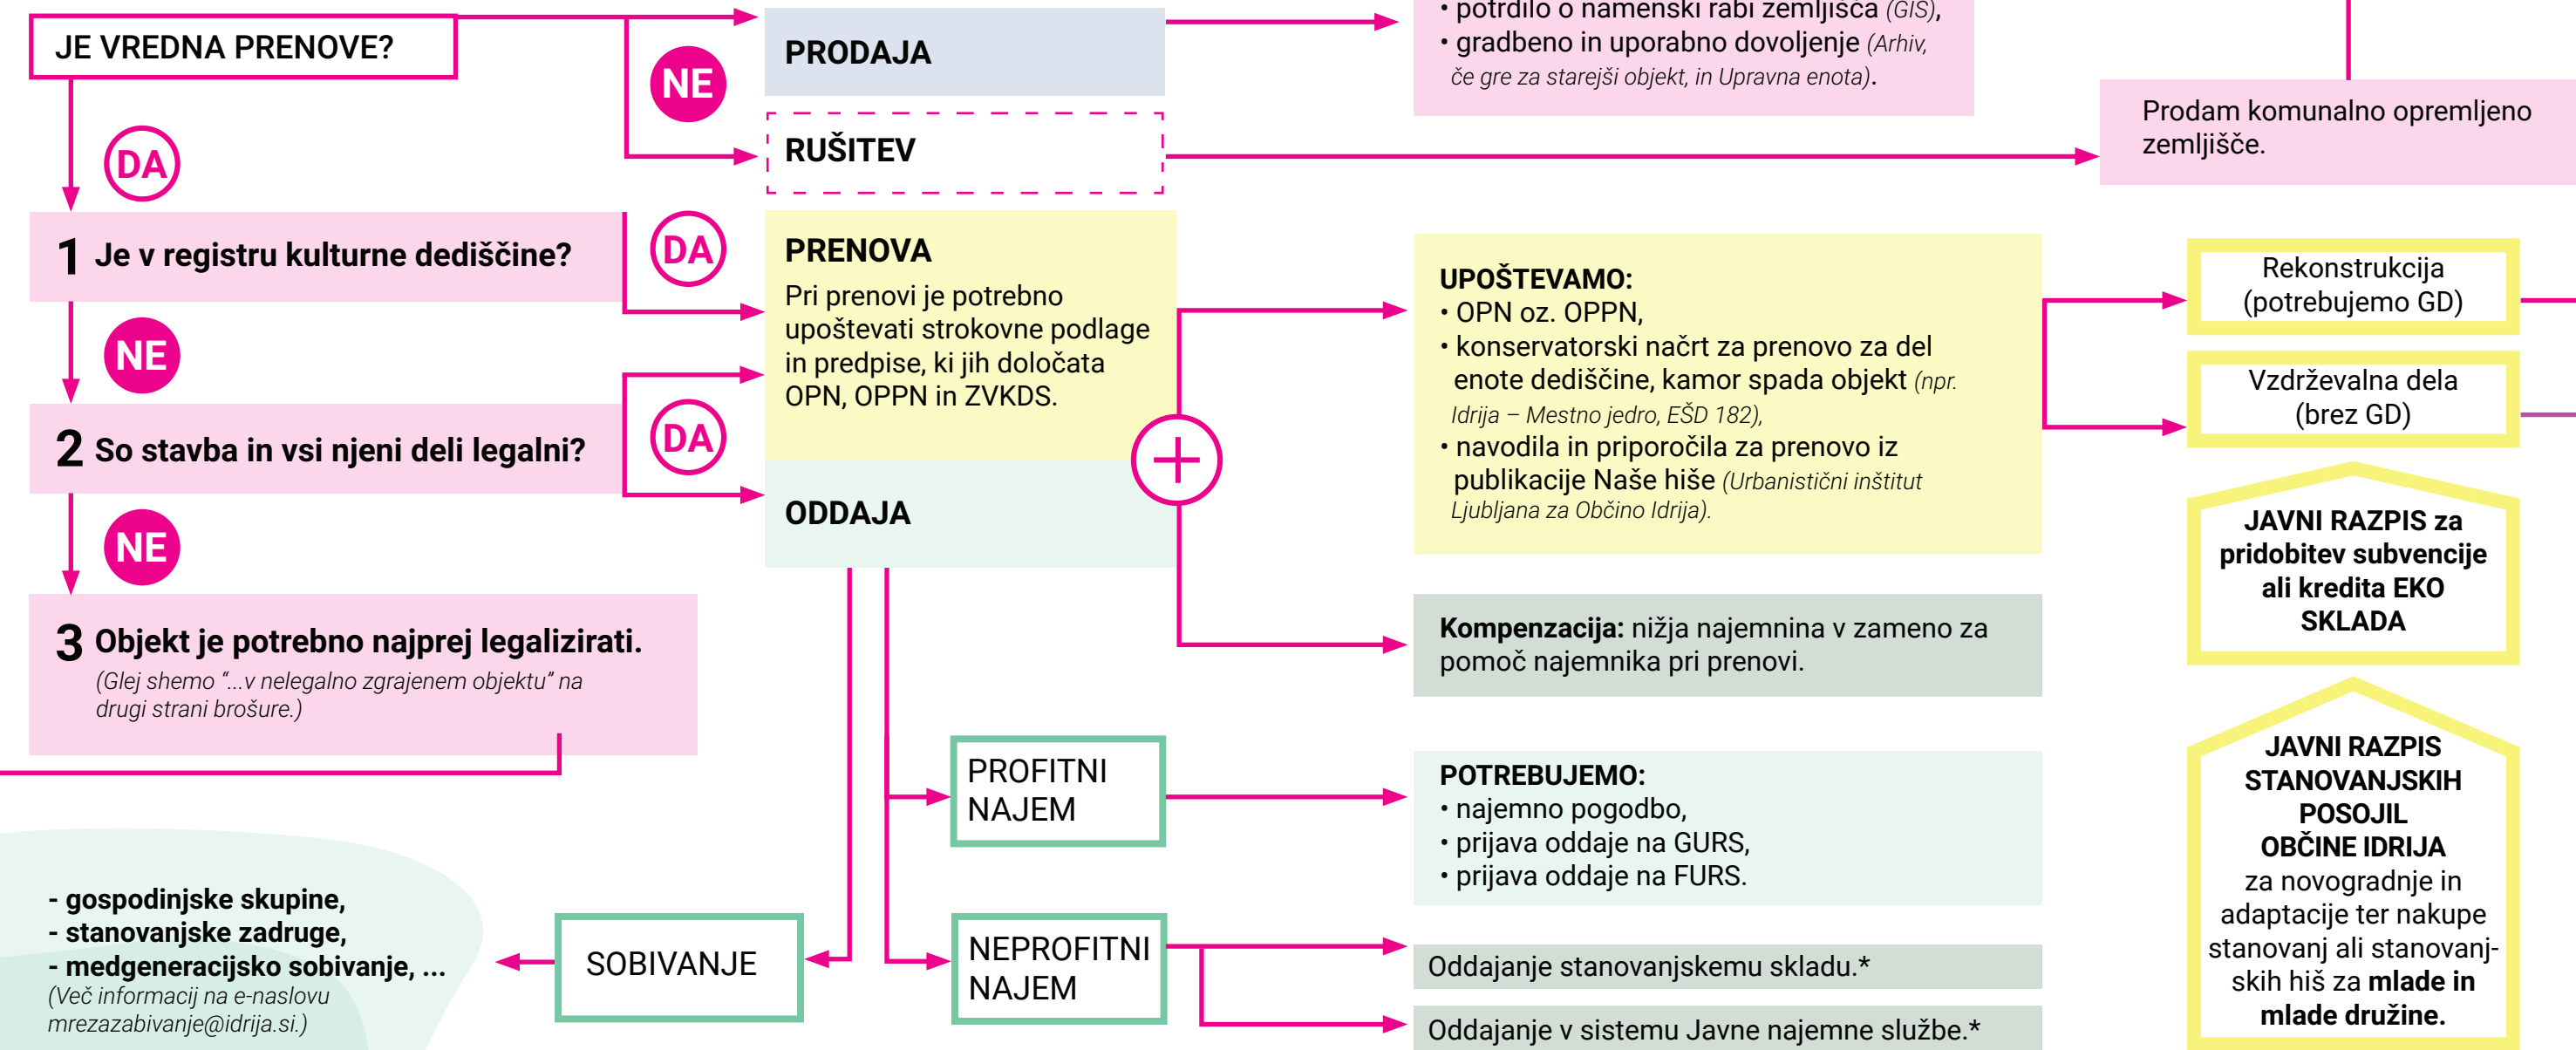 JE VREDNA PRENOVE?
NE
DA
PRODAJA
RUŠITEV
• potrdilo o namenski rabi zemljišča (GIS),
• gradbeno in uporabno dovoljenje (Arhiv,
če gre za starejši objekt, in Upravna enota).
Prodam komunalno opremljeno
zemljišče.
1 Je v registru kulturne dediščine?
DA
NE
2 So stavba in vsi njeni deli legalni?
DA
NE
3 Objekt je potrebno najprej legalizirati.
(Glej shemo "...v nelegalno zgrajenem objektu" na
drugi strani brošure.)
PRENOVA
Pri prenovi je potrebno
upoštevati strokovne podlage
in predpise, ki jih določata
OPN, OPPN in ZVKDS.
ODDAJA
+
UPOŠTEVAMO:
• OPN oz. OPPN,
• konservatorski načrt za prenovo za del
enote dediščine, kamor spada objekt (npr.
Idrija – Mestno jedro, EŠD 182),
• navodila in priporočila za prenovo iz
publikacije Naše hiše (Urbanistični inštitut
Ljubljana za Občino Idrija).
Kompenzacija: nižja najemnina v zameno za
pomoč najemnika pri prenovi.
Rekonstrukcija
(potrebujemo GD)
Vzdrževalna dela
(brez GD)
JAVNI RAZPIS za
pridobitev subvencije
ali kredita EKO
SKLADA
JAVNI RAZPIS
STANOVANJSKIH
POSOJIL
OBČINE IDRIJA
za novogradnje in
adaptacije ter nakupe
stanovanj ali stanovanj-
skih hiš za mlade in
mlade družine.
PROFITNI
NAJEM
POTREBUJEMO:
• najemno pogodbo,
• prijava oddaje na GURS,
• prijava oddaje na FURS.
NEPROFITNI
NAJEM
Oddajanje stanovanjskemu skladu.*
Oddajanje v sistemu Javne najemne službe.*
SOBIVANJE
- gospodinjske skupine,
- stanovanjske zadruge,
- medgeneracijsko sobivanje, ...
(Več informacij na e-naslovu
mrezazabivanje@idrija.si.)